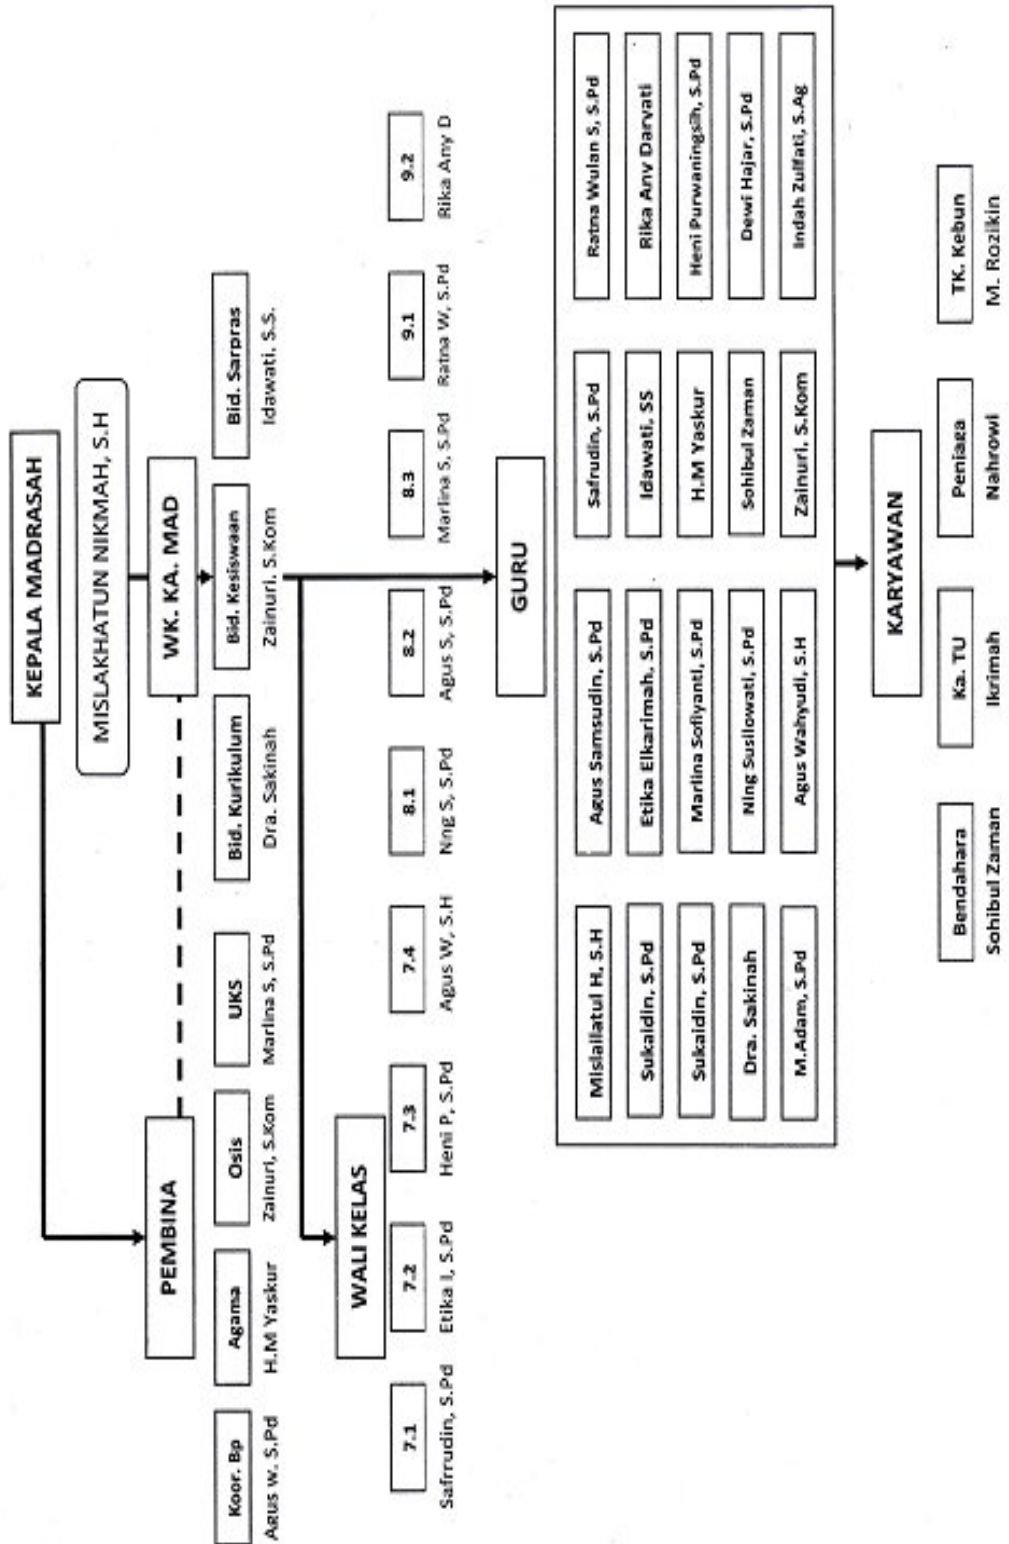 KEPALA MADRASAH
MISLAKHATUN NIKMAH, S.H
PEMBINA
WK. KA. MAD
Koor. Bp
Agama
Osis
UKS
Bid. Kurikulum
Bid. Kesiswaan
Bid. Sarpras
Agus w. S.Pd
H.M Yaskur
Zainuri, S.Kom
Marlina S, S.Pd
Dra. Sakinah
Zainuri. S.Kom
Idawati. S.S.
WALI KELAS
7.1
7.2
7.3
7.4
8.1
8.2
8.3
9.1
9.2
Safrrudin, S.Pd
Etika I, S.Pd
Heni P, S.Pd
Agus W, S.H
Nng S, S.Pd
Agus S, S.Pd
Marlina S, S.Pd
Ratna W, S.Pd
Rika Any D
GURU
Mislailatul H, S.H
Agus Samsudin, S.Pd
Safrudin, S.Pd
Ratna Wulan S, S.Pd
Sukaidin, S.Pd
Etika Elkarimah, S.Pd
Idawati, SS
Rika Any Darvati
Sukaidin, S.Pd
Marlina Sofiyanti, S.Pd
H.M Yaskur
Heni Purwaningsih, S.Pd
Dra. Sakinah
Ning Susilowati, S.Pd
Sohibul Zaman
Dewi Hajar, S.Pd
M.Adam, S.Pd
Agus Wahyudi, S.H
Zainuri. S.Kom
Indah Zulfati, S.Ag
KARYAWAN
Bendahara
Ka. TU
Penjaga
TK. Kebun
Sohibul Zaman
Ikrimah
Nahrowi
M. Rozikin